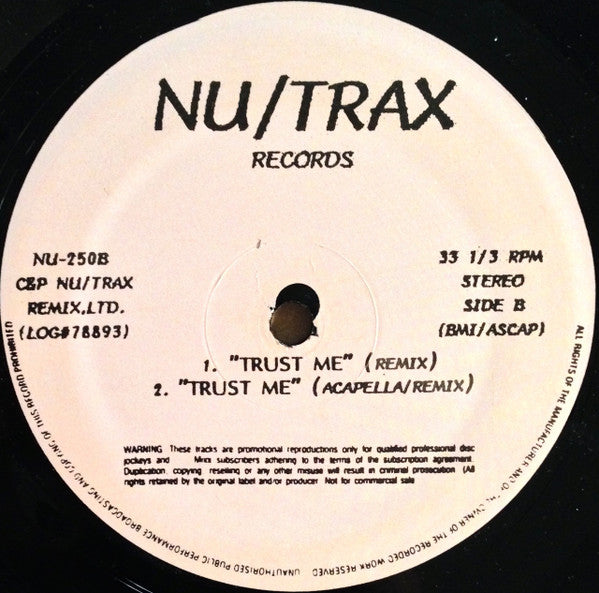 NU/TRAX
RECORDS
NU-250B
C&P NU/TRAX
REMIX,LTD.
(LOG#78893)
33 1/3 RPM
STEREO
SIDE B
(BMI/ASCAP)
1. "TRUST ME" (REMIX)
2. "TRUST ME" (ACAPELLA/REMIX)
WARNING These tracks are promotional reproductions only for qualified professional disc
jockeys and Mixx subscribers adhering to the terms of the subscription agreement.
Duplication copying reselling or any other misuse will result in criminal prosecution (All
rights retained by the original label and/or producer Not for commercial sale
ALL RIGHTS OF THE MANUFACTURER AND OF THE OWNER OF THE RECORDED WORK RESERVED UNAUTHORISED PUBLIC PERFORMANCE BROADCASTING AND COPYING OF THIS RECORD PROHIBITED